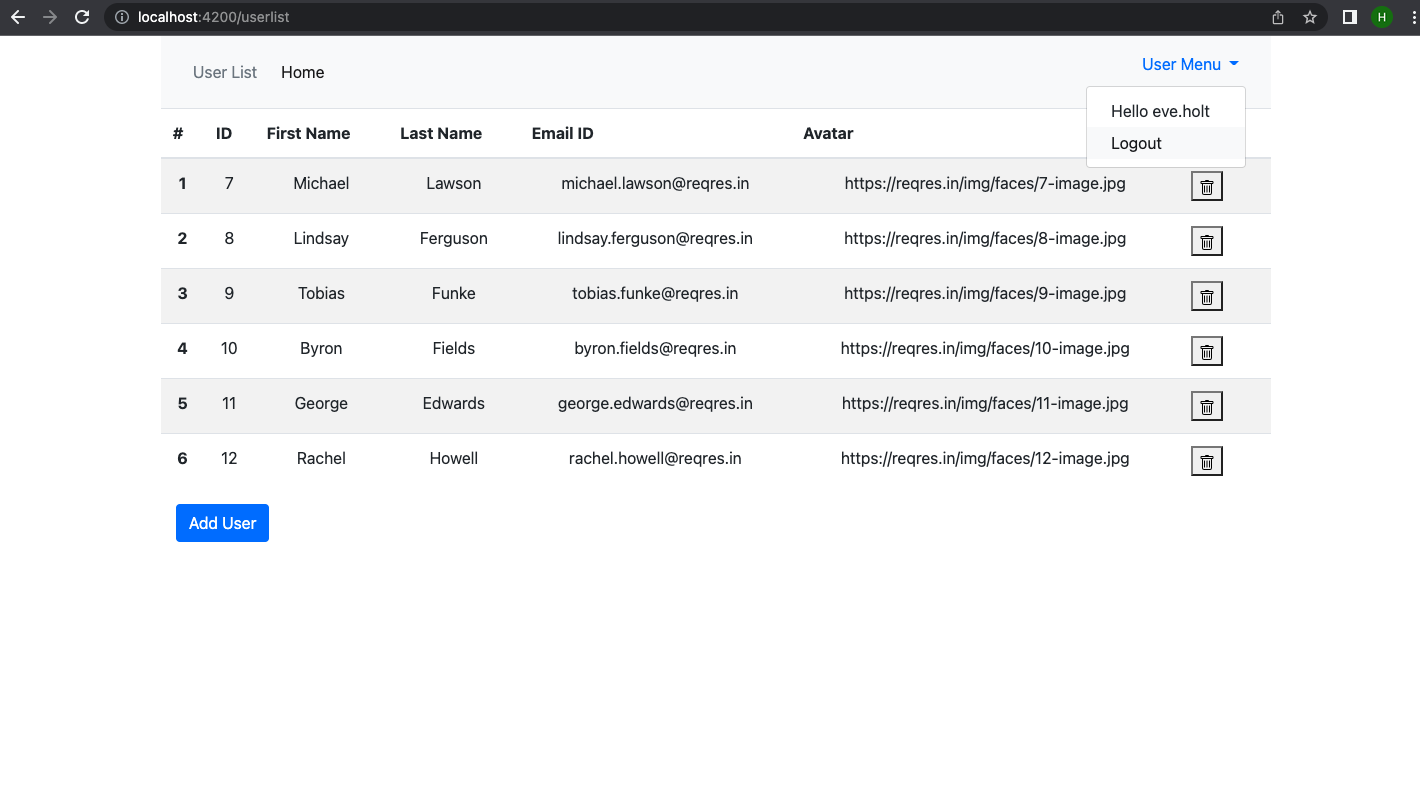 localhost:4200/userlist
H
User List Home User Menu
Hello eve.holt
Logout
# ID First Name Last Name Email ID Avatar
1 7 Michael Lawson michael.lawson@reqres.in https://reqres.in/img/faces/7-image.jpg
2 8 Lindsay Ferguson lindsay.ferguson@reqres.in https://reqres.in/img/faces/8-image.jpg
3 9 Tobias Funke tobias.funke@reqres.in https://reqres.in/img/faces/9-image.jpg
4 10 Byron Fields byron.fields@reqres.in https://reqres.in/img/faces/10-image.jpg
5 11 George Edwards george.edwards@reqres.in https://reqres.in/img/faces/11-image.jpg
6 12 Rachel Howell rachel.howell@reqres.in https://reqres.in/img/faces/12-image.jpg
Add User